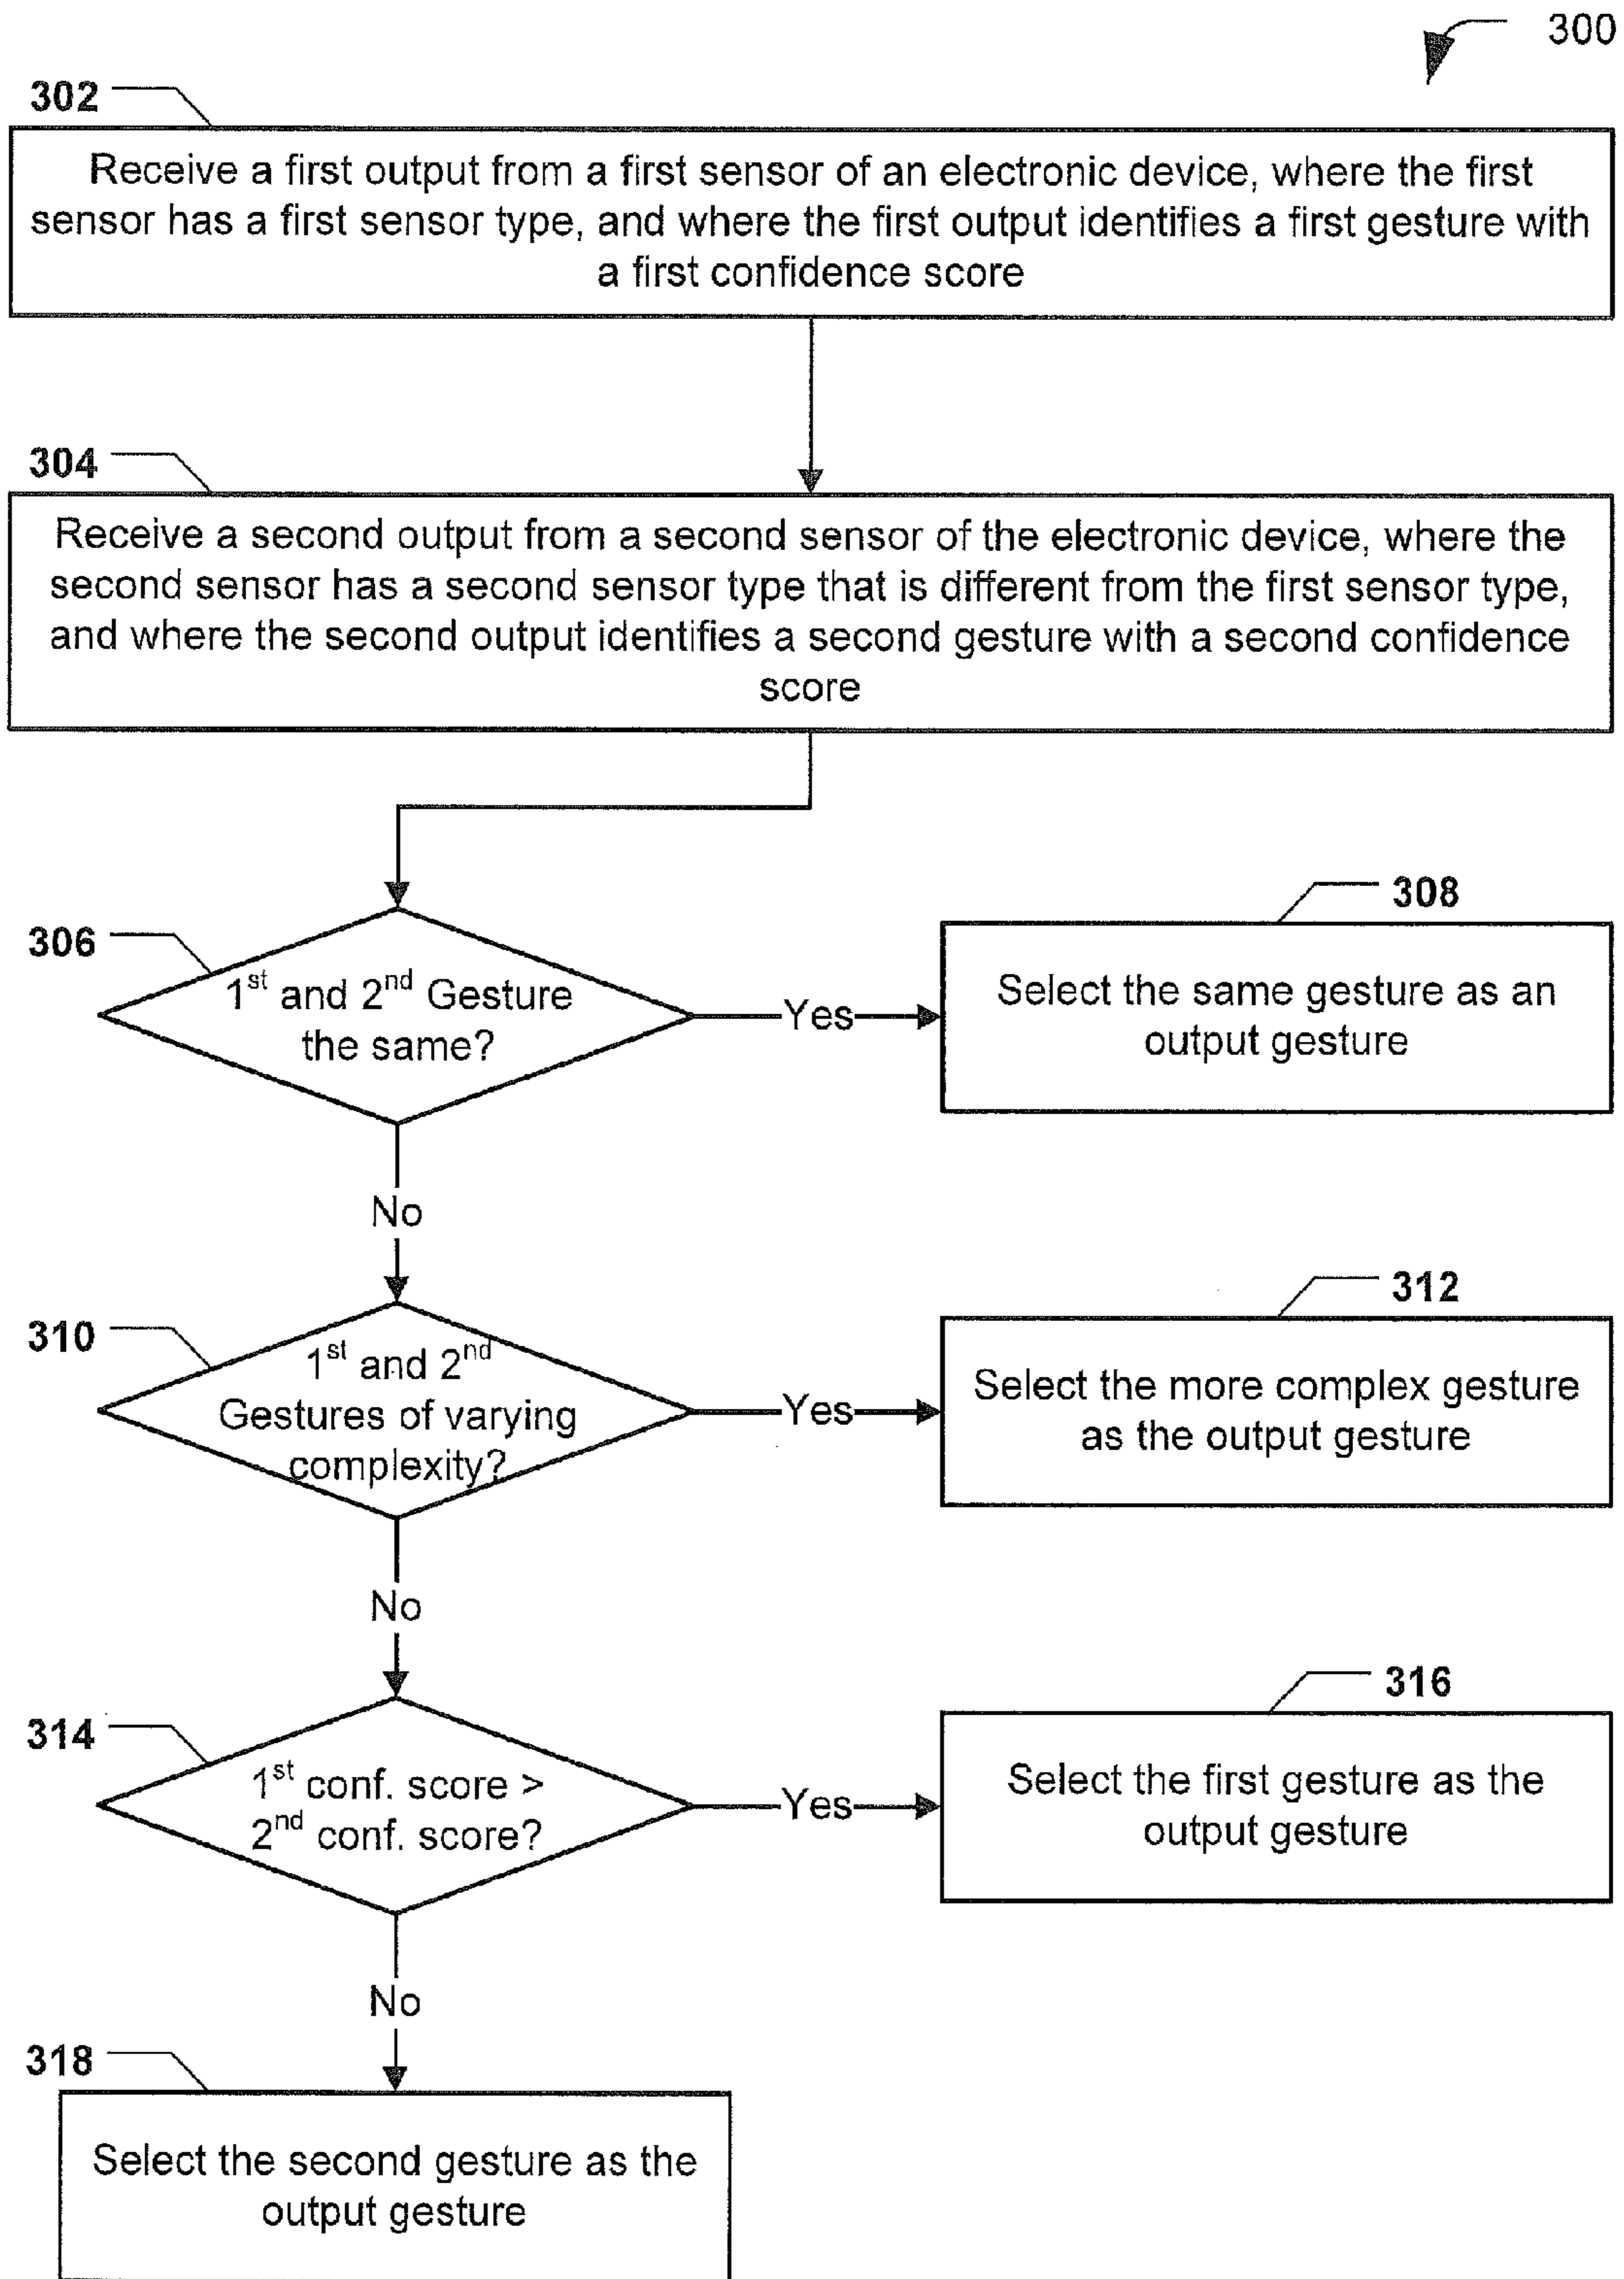 300
302
Receive a first output from a first sensor of an electronic device, where the first
sensor has a first sensor type, and where the first output identifies a first gesture with
a first confidence score
304
Receive a second output from a second sensor of the electronic device, where the
second sensor has a second sensor type that is different from the first sensor type,
and where the second output identifies a second gesture with a second confidence
score
306
1st and 2nd Gesture
the same?
Yes
308
Select the same gesture as an
output gesture
No
310
1st and 2nd
Gestures of varying
complexity?
Yes
312
Select the more complex gesture
as the output gesture
No
314
1st conf. score >
2nd conf. score?
Yes
316
Select the first gesture as the
output gesture
No
318
Select the second gesture as the
output gesture